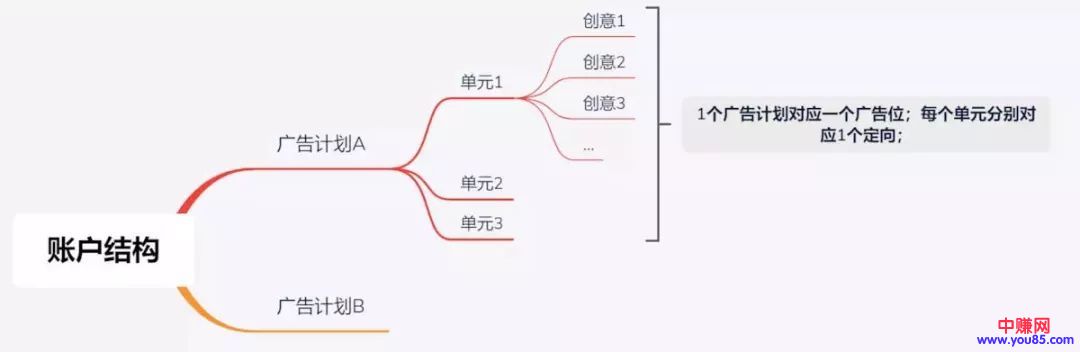 账户结构
广告计划A
单元1
创意1
创意2
创意3
...
单元2
单元3
广告计划B
1个广告计划对应一个广告位；每个单元分别对
应1个定向；
中赚网
www.you85.com